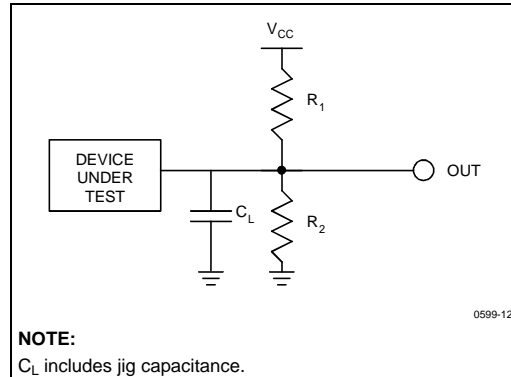 V_CC
R_1
DEVICE
UNDER
TEST
OUT
C_L
R_2
0599-12
NOTE:
C_L includes jig capacitance.